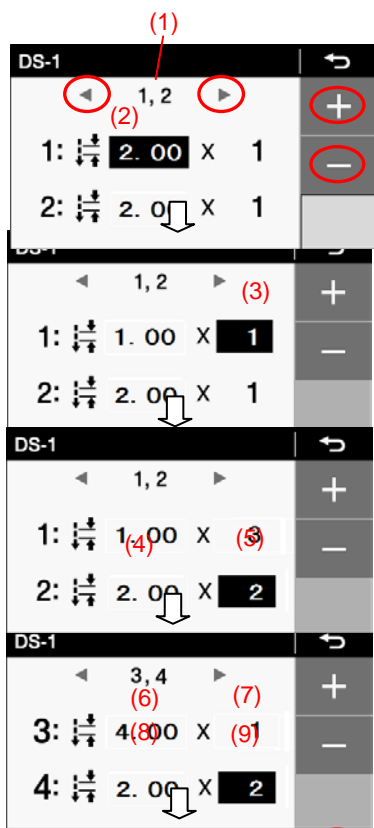 (1)
DS-1
1, 2
(2)
1: 2.00 X 1
2: 2.00 X 1
DS-1
1, 2
(3)
1: 1.00 X 1
2: 2.00 X 1
DS-1
1, 2
1: 1.00 X 3
(4) (5)
2: 2.00 X 2
DS-1
3, 4
(6) (7)
3: 4.00 X 1
(8) (9)
4: 2.00 X 2